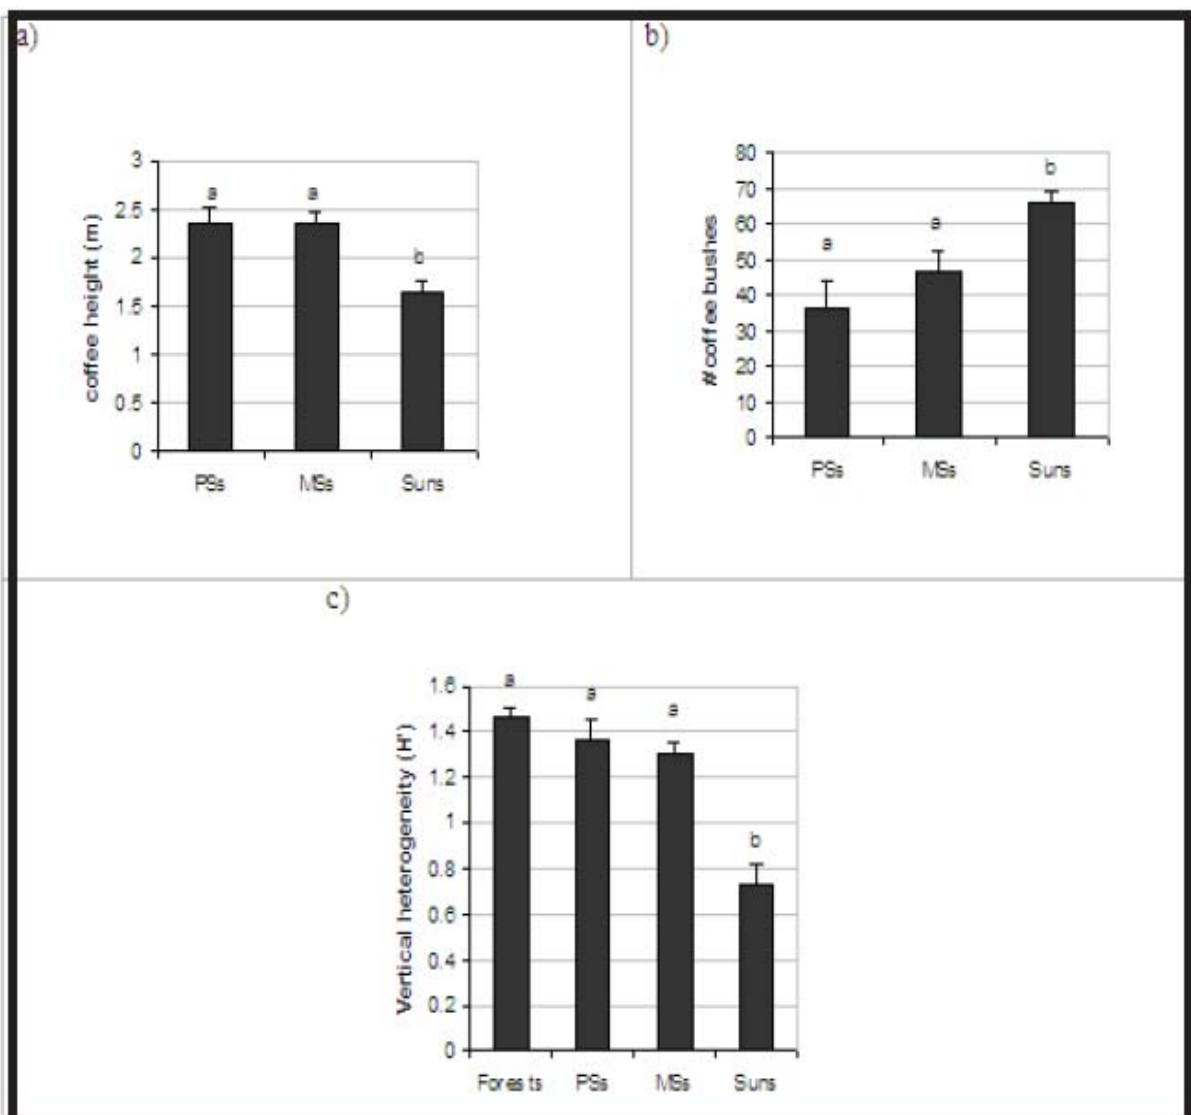 a)
coffee height (m)
3
2.5
2
1.5
1
0.5
0
a
a
b
PSs
MSs
Suns
b)
#coffee bushes
80
70
60
50
40
30
20
10
0
a
a
b
PSs
MSs
Suns
c)
Vertical heterogeneity (H')
1.6
1.4
1.2
1
0.8
0.6
0.4
0.2
0
a
a
a
b
Forests
PSs
MSs
Suns